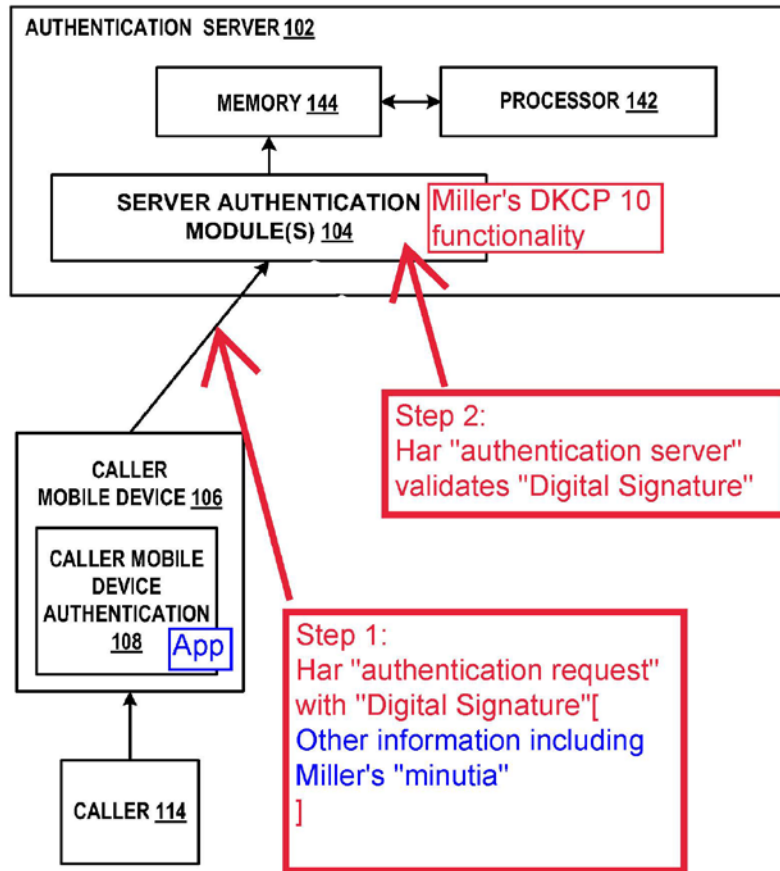 AUTHENTICATION SERVER 102
MEMORY 144
PROCESSOR 142
SERVER AUTHENTICATION
MODULE(S) 104
Miller's DKCP 10
functionality
Step 2:
Har "authentication server"
validates "Digital Signature"
CALLER
MOBILE DEVICE 106
CALLER MOBILE
DEVICE
AUTHENTICATION
108
App
Step 1:
Har "authentication request"
with "Digital Signature"[
Other information including
Miller's "minutia"
]
CALLER 114